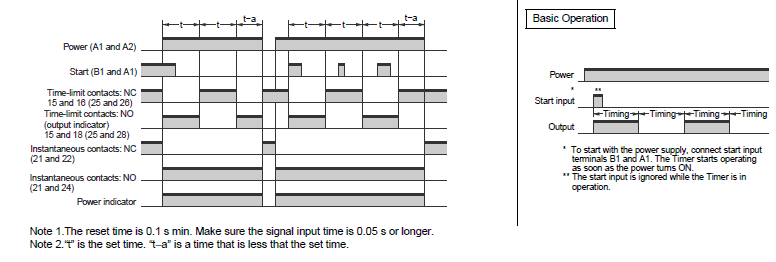 t t t t-a t t t t-a
Power (A1 and A2)
Start (B1 and A1)
Time-limit contacts: NC
15 and 16 (25 and 26)
Time-limit contacts: NO
(output indicator)
15 and 18 (25 and 28)
Instantaneous contacts: NC
(21 and 22)
Instantaneous contacts: NO
(21 and 24)
Power indicator
Note 1.The reset time is 0.1 s min. Make sure the signal input time is 0.05 s or longer.
Note 2."t" is the set time. "t–a" is a time that is less that the set time.
Basic Operation
Power
* **
Start input
Timing Timing Timing Timing
Output
* To start with the power supply, connect start input
terminals B1 and A1. The Timer starts operating
as soon as the power turns ON.
** The start input is ignored while the Timer is in
operation.